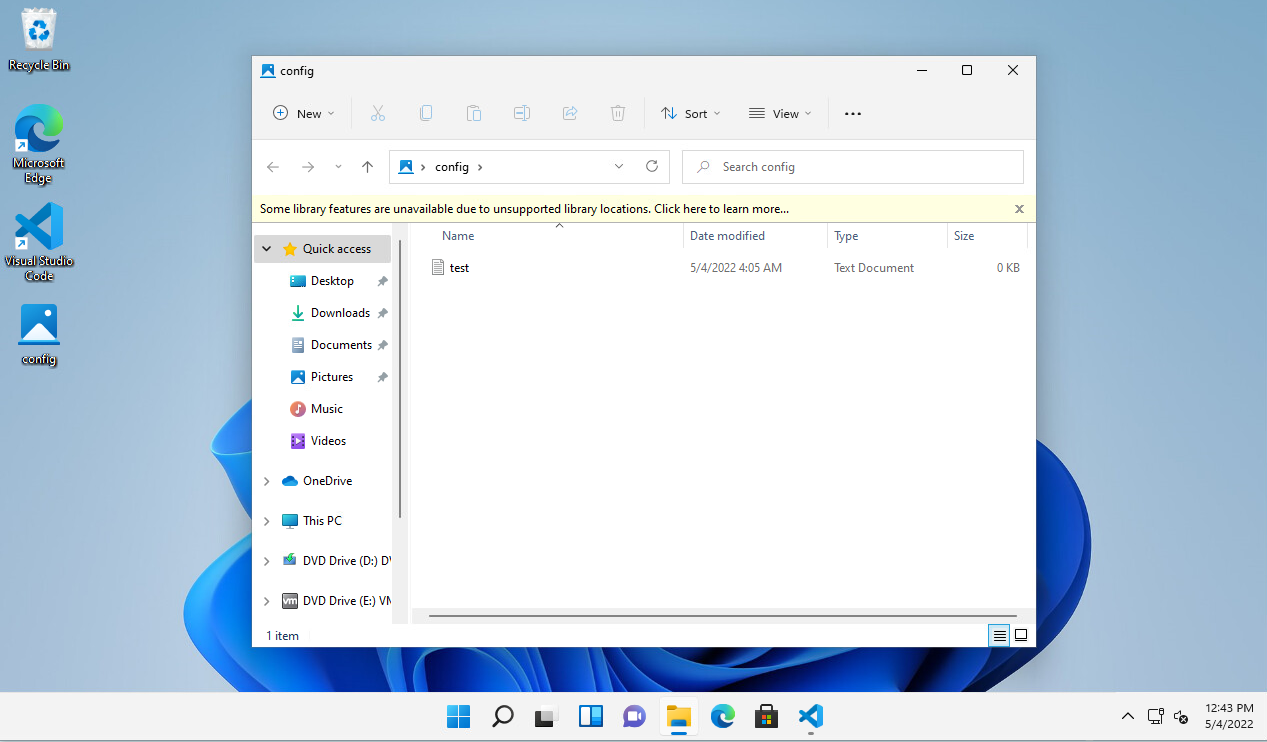 Recycle Bin
Microsoft
Edge
Visual Studio
Code
config
config
New
Sort
View
config
Search config
Some library features are unavailable due to unsupported library locations. Click here to learn more...
Name Date modified Type Size
test 5/4/2022 4:05 AM Text Document 0 KB
Quick access
Desktop
Downloads
Documents
Pictures
Music
Videos
OneDrive
This PC
DVD Drive (D:) D
DVD Drive (E:) VM
1 item
vm
12:43 PM
5/4/2022